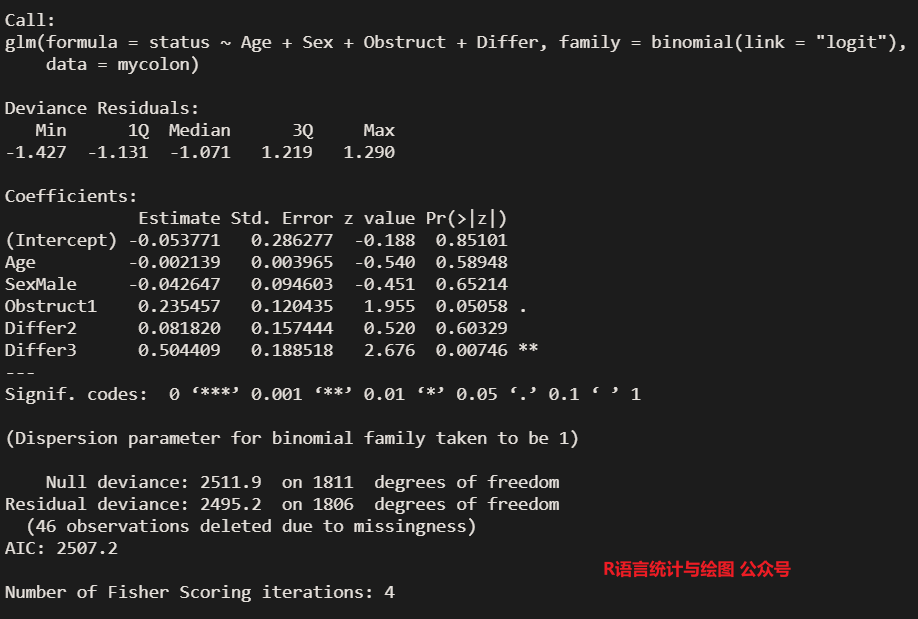 Call:
glm(formula = status ~ Age + Sex + Obstruct + Differ, family = binomial(link = "logit"),
    data = mycolon)
Deviance Residuals:
   Min      1Q  Median      3Q     Max
-1.427  -1.131  -1.071   1.219   1.290
Coefficients:
             Estimate Std. Error z value Pr(>|z|)
(Intercept) -0.053771   0.286277  -0.188  0.85101
Age         -0.002139   0.003965  -0.540  0.58948
SexMale     -0.042647   0.094603  -0.451  0.65214
Obstruct1    0.235457   0.120435   1.955  0.05058 .
Differ2      0.081820   0.157444   0.520  0.60329
Differ3      0.504409   0.188518   2.676  0.00746 **
---
Signif. codes:  0 ‘***’ 0.001 ‘**’ 0.01 ‘*’ 0.05 ‘.’ 0.1 ‘ ’ 1
(Dispersion parameter for binomial family taken to be 1)
    Null deviance: 2511.9  on 1811  degrees of freedom
Residual deviance: 2495.2  on 1806  degrees of freedom
  (46 observations deleted due to missingness)
AIC: 2507.2
R语言统计与绘图 公众号
Number of Fisher Scoring iterations: 4